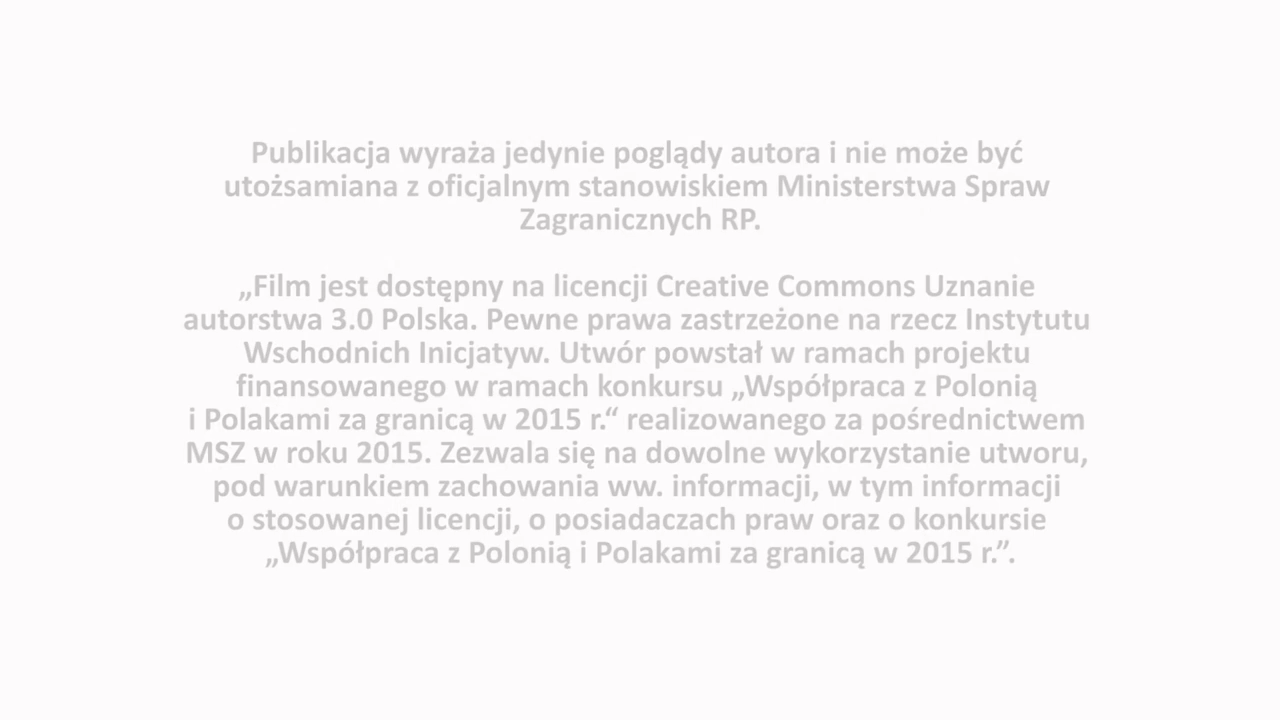 Publikacja wyraża jedynie poglądy autora i nie może być
utożsamiana z oficjalnym stanowiskiem Ministerstwa Spraw
Zagranicznych RP.
„Film jest dostępny na licencji Creative Commons Uznanie
autorstwa 3.0 Polska. Pewne prawa zastrzeżone na rzecz Instytutu
Wschodnich Inicjatyw. Utwór powstał w ramach projektu
finansowanego w ramach konkursu „Współpraca z Polonią
i Polakami za granicą w 2015 r.“ realizowanego za pośrednictwem
MSZ w roku 2015. Zezwala się na dowolne wykorzystanie utworu,
pod warunkiem zachowania ww. informacji, w tym informacji
o stosowanej licencji, o posiadaczach praw oraz o konkursie
„Współpraca z Polonią i Polakami za granicą w 2015 r.”.